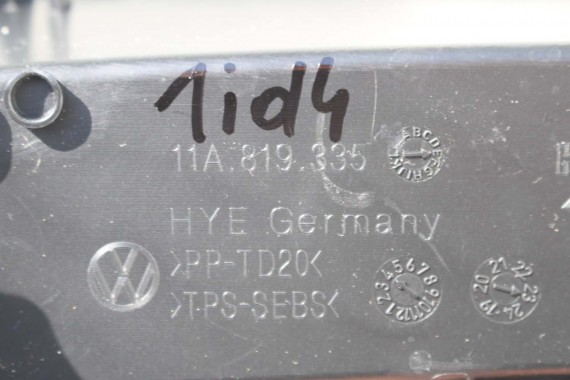 1id4
11A.819.335
HYE Germany
>PP-TD20<
>TPS-SEBS<